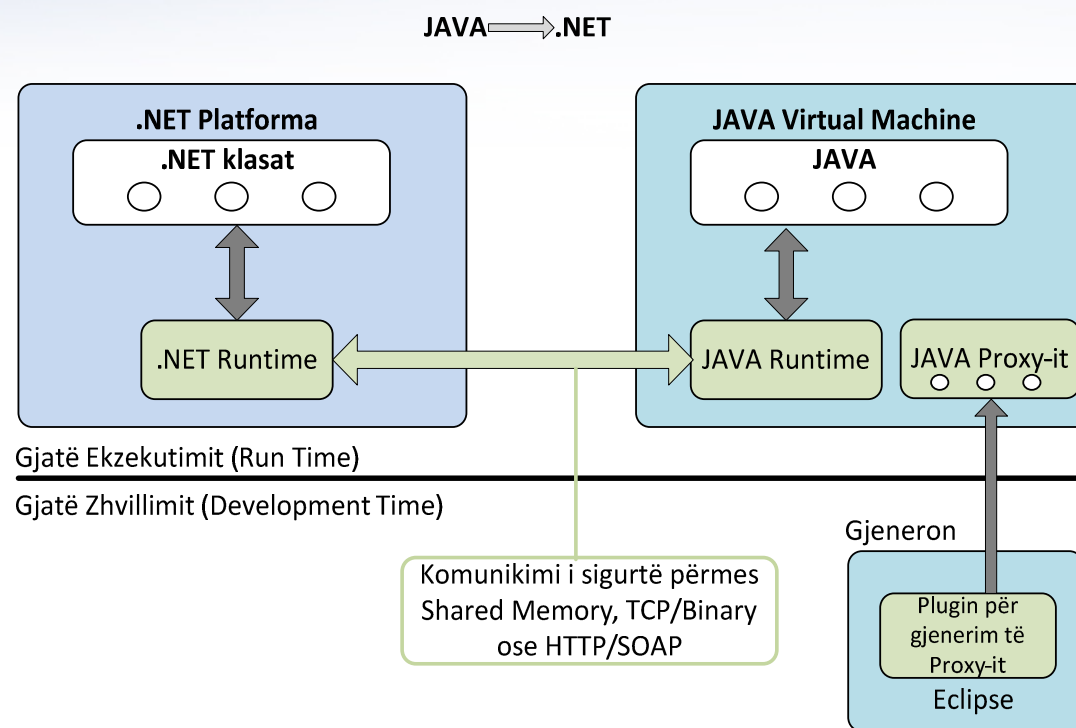 JAVA .NET
.NET Platforma
.NET klasat
.NET Runtime
JAVA Virtual Machine
JAVA
JAVA Runtime
JAVA Proxy-it
Gjatë Ekzekutimit (Run Time)
Gjatë Zhvillimit (Development Time)
Komunikimi i sigurtë përmes
Shared Memory, TCP/Binary
ose HTTP/SOAP
Gjeneron
Plugin për
gjenerim të
Proxy-it
Eclipse